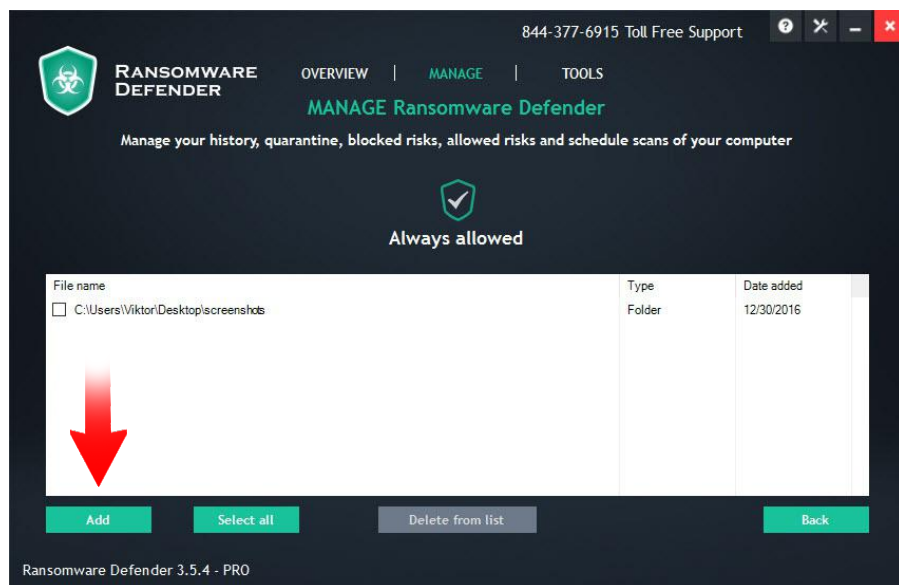 844-377-6915 Toll Free Support
RANSOMWARE DEFENDER
OVERVIEW | MANAGE | TOOLS
MANAGE Ransomware Defender
Manage your history, quarantine, blocked risks, allowed risks and schedule scans of your computer
Always allowed
File name Type Date added
C:\Users\Viktor\Desktop\screenshots Folder 12/30/2016
Add Select all Delete from list Back
Ransomware Defender 3.5.4 - PRO